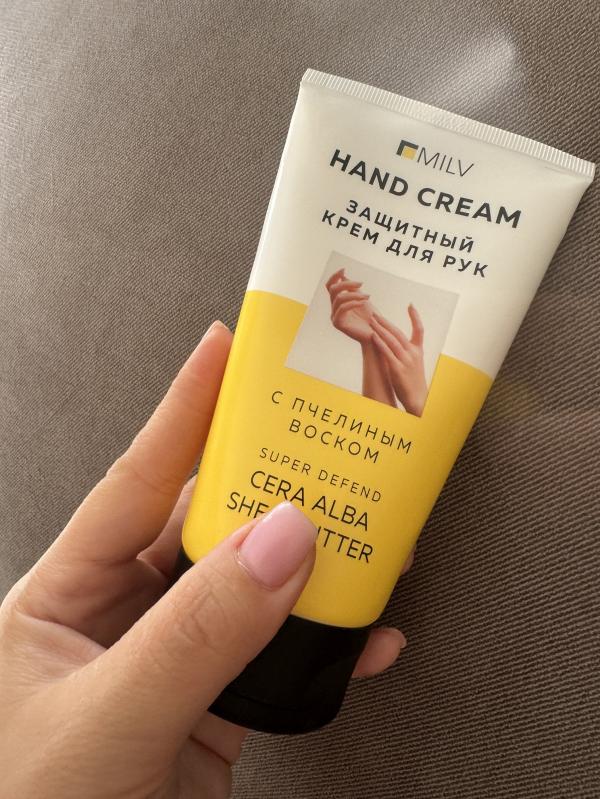 MILV
HAND CREAM
ЗАЩИТНЫЙ
КРЕМ ДЛЯ РУК
С ПЧЕЛИНЫМ
ВОСКОМ
SUPER DEFEND
CERA ALBA